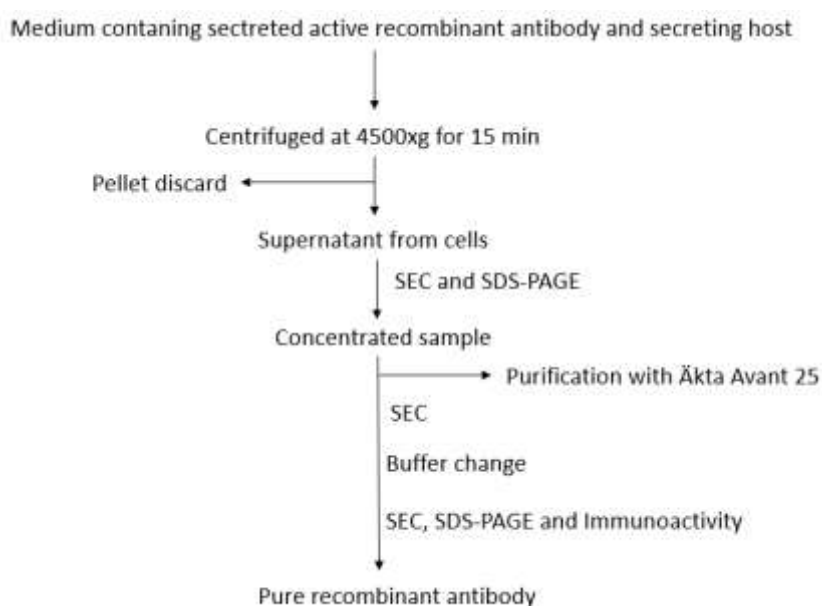 Medium contaning sectreted active recombinant antibody and secreting host
Centrifuged at 4500xg for 15 min
Pellet discard
Supernatant from cells
SEC and SDS-PAGE
Concentrated sample
Purification with Äkta Avant 25
SEC
Buffer change
SEC, SDS-PAGE and Immunoactivity
Pure recombinant antibody